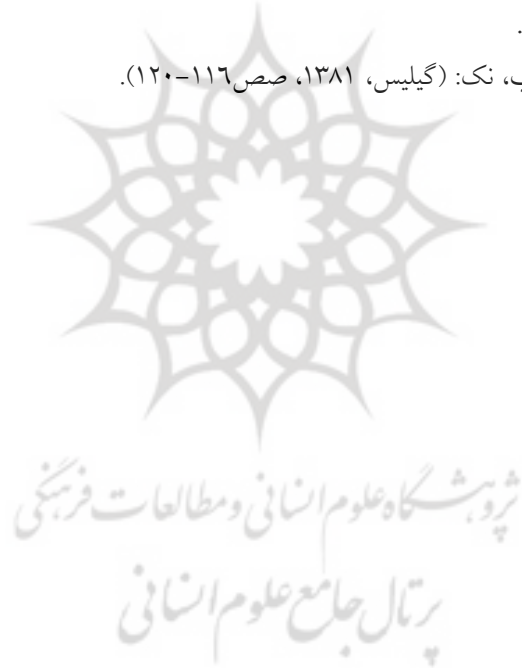 .
ب، نک: (گیلیس، ۱۳۸۱، صص۱۱۶-۱۲۰).
پژوهشگاه علوم انسانی و مطالعات فرهنگی
پرتال جامع علوم انسانی